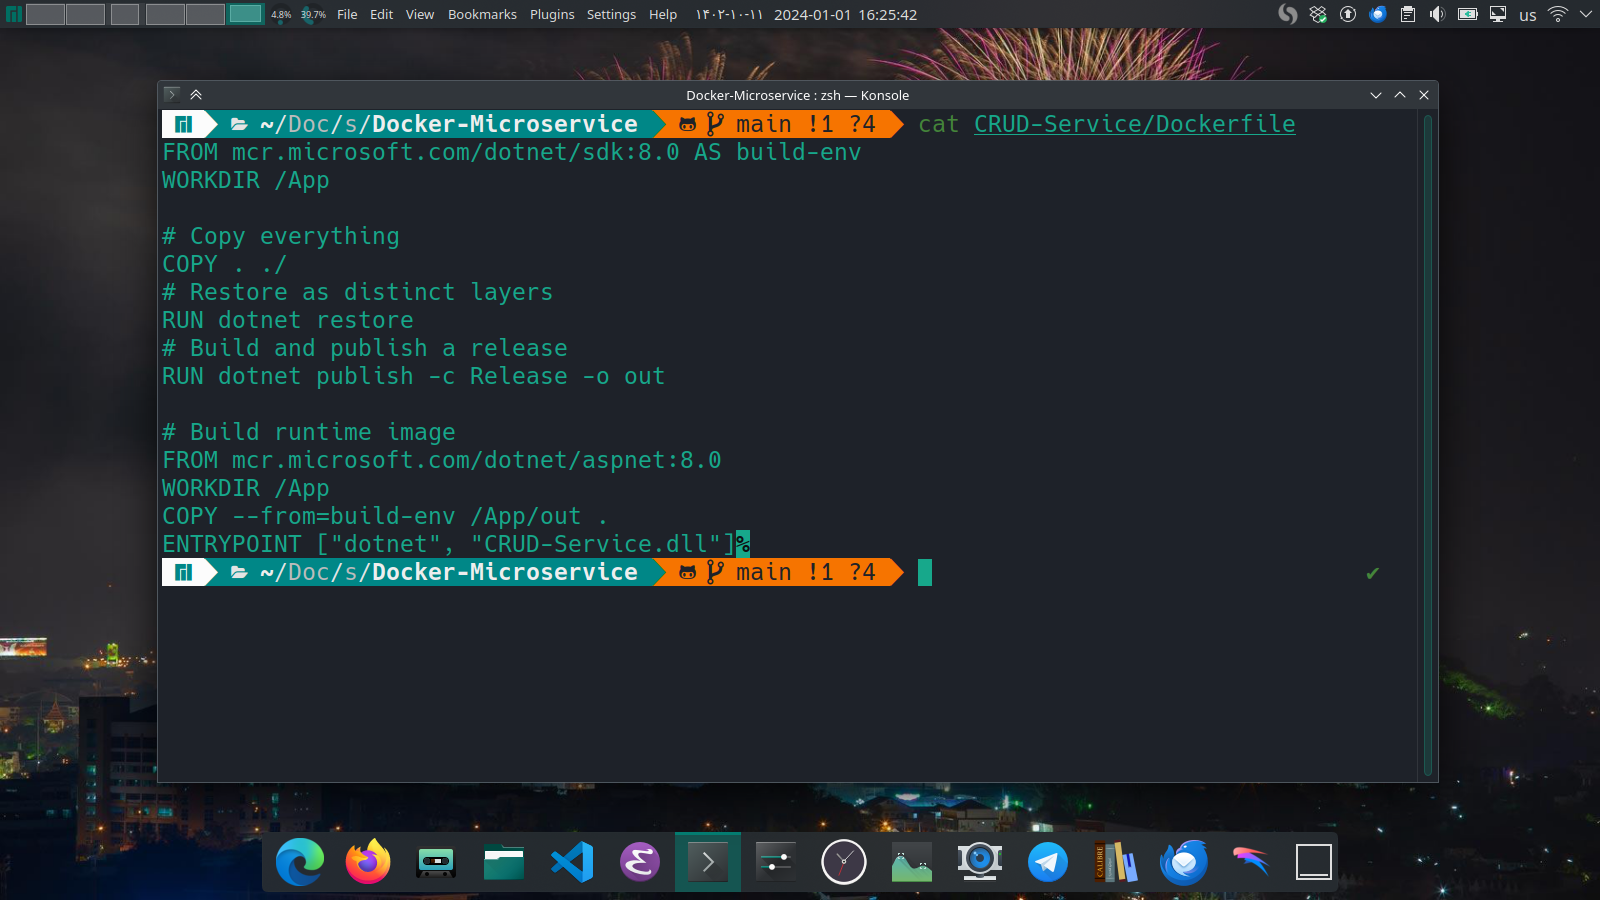 4.8% 39.7% File Edit View Bookmarks Plugins Settings Help ۱۴۰۲-۱۰-۱۱ 2024-01-01 16:25:42 us
Docker-Microservice : zsh — Konsole
~/Doc/s/Docker-Microservice main !1 ?4 cat CRUD-Service/Dockerfile
FROM mcr.microsoft.com/dotnet/sdk:8.0 AS build-env
WORKDIR /App
# Copy everything
COPY . ./
# Restore as distinct layers
RUN dotnet restore
# Build and publish a release
RUN dotnet publish -c Release -o out
# Build runtime image
FROM mcr.microsoft.com/dotnet/aspnet:8.0
WORKDIR /App
COPY --from=build-env /App/out .
ENTRYPOINT ["dotnet", "CRUD-Service.dll"]%
~/Doc/s/Docker-Microservice main !1 ?4 ✔
CALIBRE